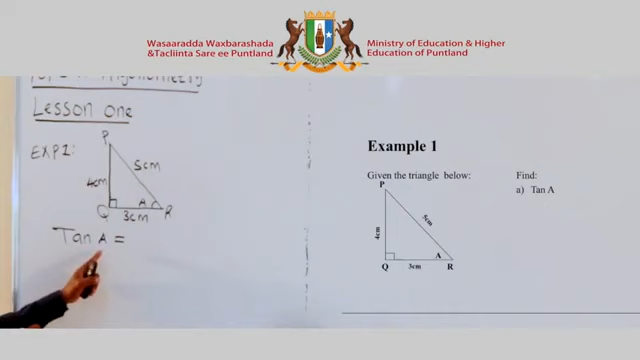 Wasaaradda Waxbarashada
&Tacliinta Sare ee Puntland
Ministry of Education & Higher
Education of Puntland
Trigonometry
Lesson one
EXP1:
P
5cm
4cm
A
Q
3cm
R
Tan A =
Example 1
Given the triangle below:
Find:
a) Tan A
P
5cm
4cm
A
Q
3cm
R